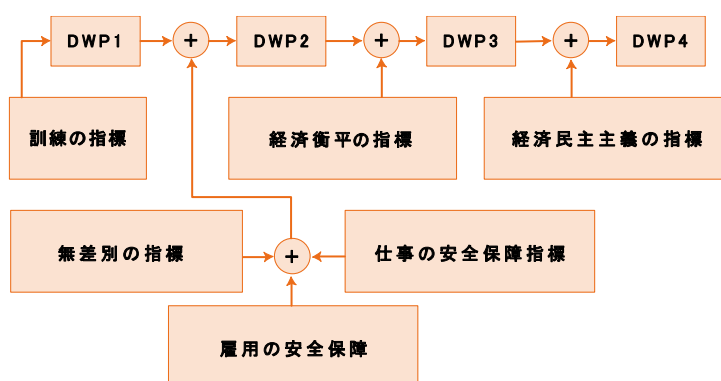 DWP1
+
DWP2
+
DWP3
+
DWP4
訓練の指標
経済衡平の指標
経済民主主義の指標
無差別の指標
+
仕事の安全保障指標
雇用の安全保障